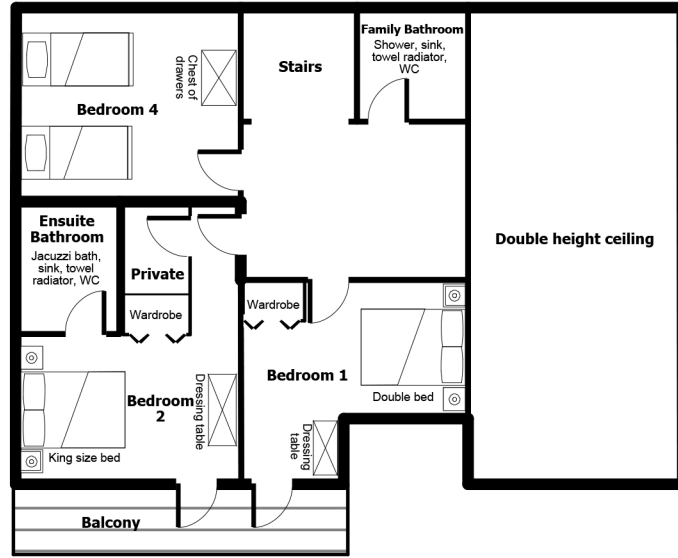 Family Bathroom
Shower, sink,
towel radiator,
WC
Stairs
Chest of
drawers
Bedroom 4
Ensuite
Bathroom
Jacuzzi bath,
sink, towel
radiator, WC
Private
Wardrobe
Double height ceiling
Wardrobe
Bedroom 1
Double bed
Dressing table
Bedroom
2
Dressing
table
King size bed
Balcony